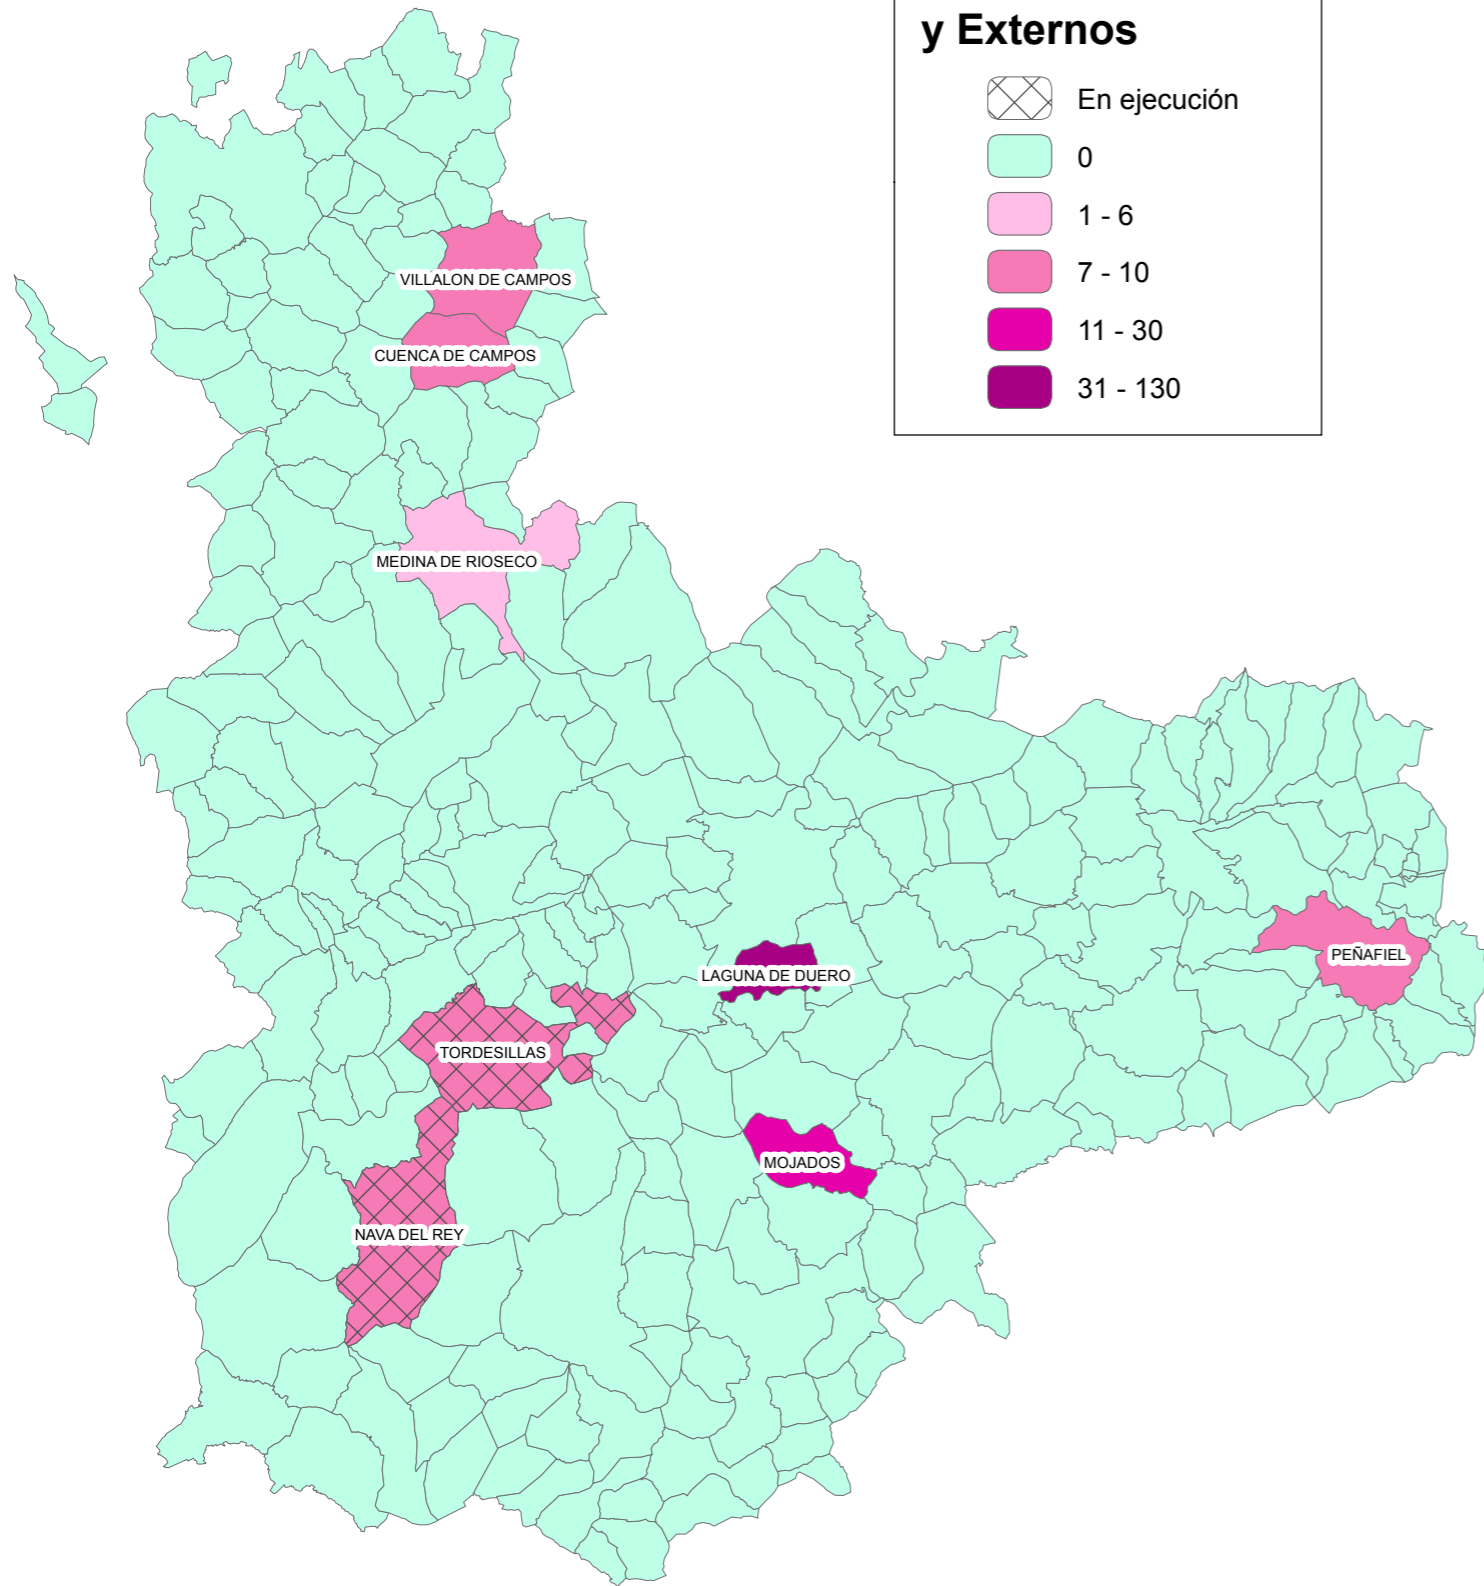 y Externos
En ejecución
0
1 - 6
7 - 10
11 - 30
31 - 130
VILLALON DE CAMPOS
CUENCA DE CAMPOS
MEDINA DE RIOSECO
PEÑAFIEL
LAGUNA DE DUERO
TORDESILLAS
MOJADOS
NAVA DEL REY